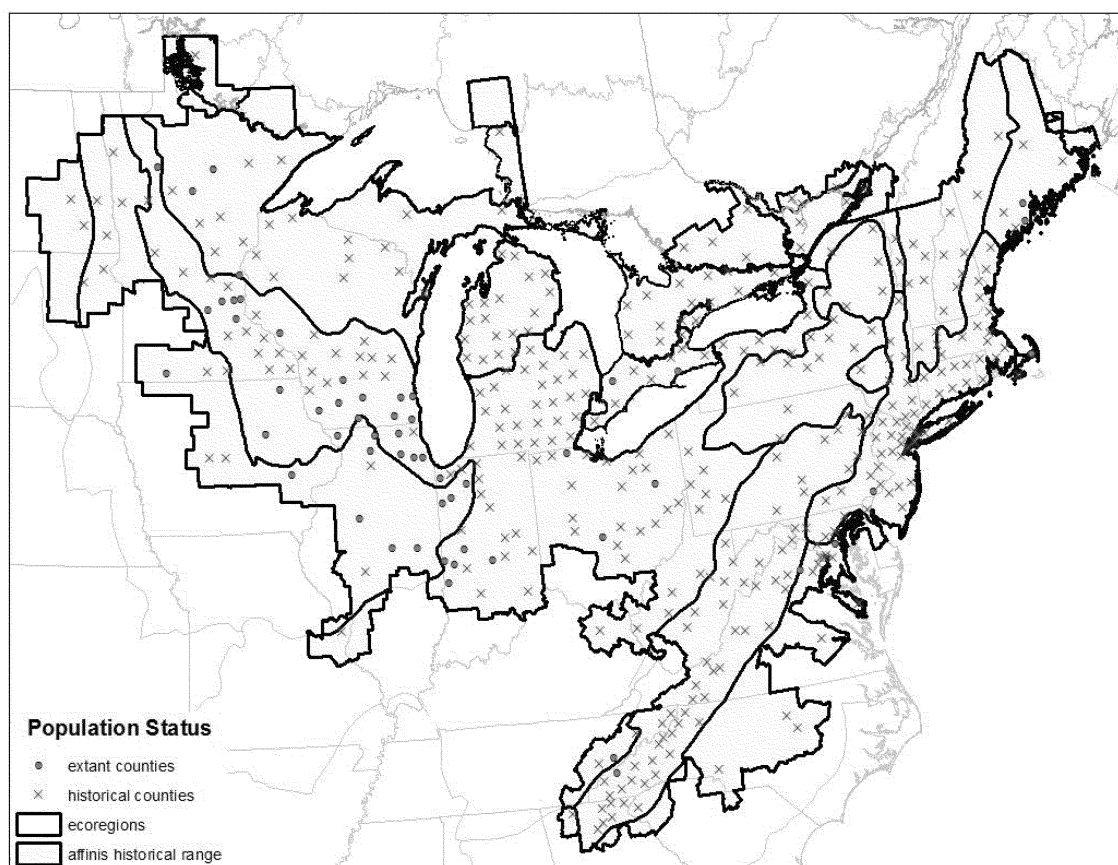 Population Status
extant counties
historical counties
ecoregions
affinis historical range